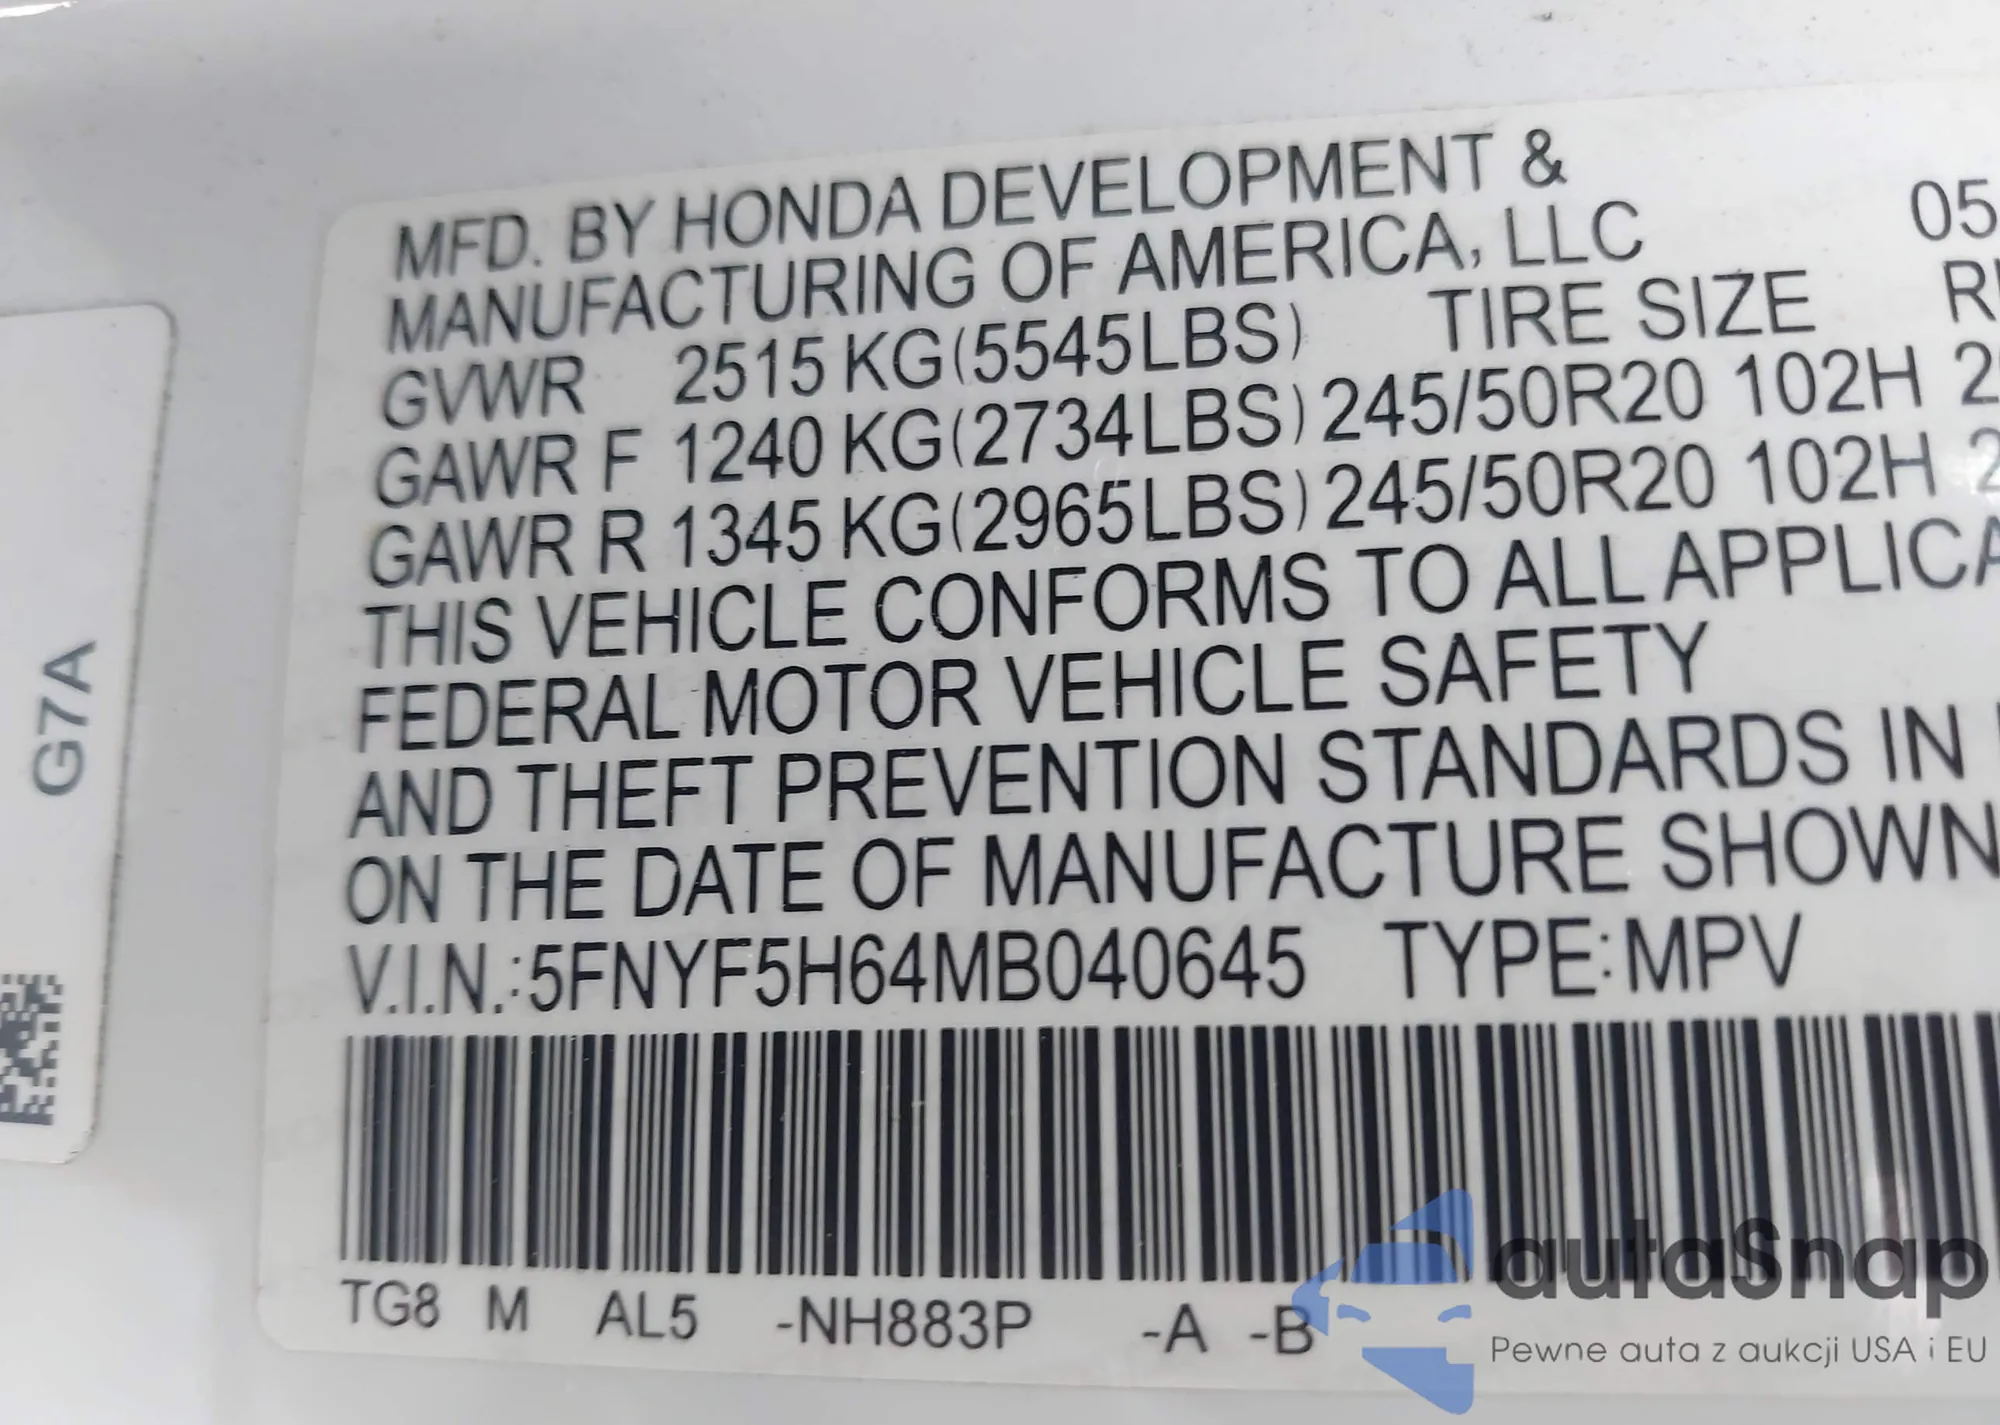 MFD. BY HONDA DEVELOPMENT &
MANUFACTURING OF AMERICA, LLC 05
GVWR 2515 KG(5545LBS) TIRE SIZE
GAWR F 1240 KG(2734LBS) 245/50R20 102H
GAWR R 1345 KG(2965LBS) 245/50R20 102H
THIS VEHICLE CONFORMS TO ALL APPLICA
FEDERAL MOTOR VEHICLE SAFETY
AND THEFT PREVENTION STANDARDS IN
ON THE DATE OF MANUFACTURE SHOWN
V.I.N.:5FNYF5H64MB040645 TYPE:MPV
TG8 M AL5 -NH883P -A -B
G7A
autaSnap
Pewne auta z aukcji USA i EU